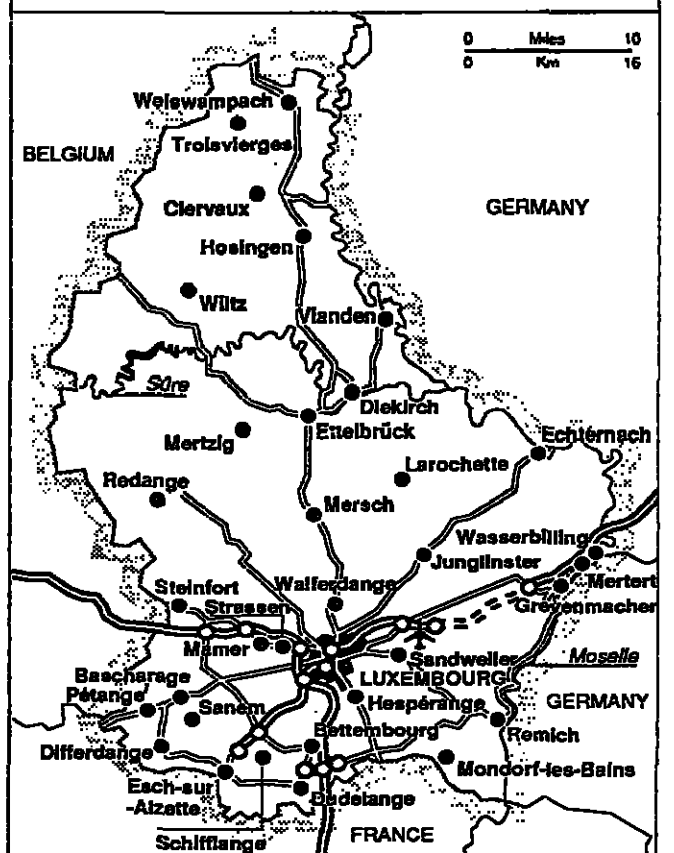 0 Miles 10
0 Km 16
Weiswampach
Troisvierges
BELGIUM
Clervaux
GERMANY
Hosingen
Wiltz
Vianden
Sûre
Diekirch
Ettelbrück
Mertzig
Echternach
Larochette
Redange
Mersch
Wasserbillig
Junglinster
Mertert
Steinfort
Walferdange
Grevenmacher
Strassen
Mamer
Sandweiler
Moselle
Bascharage
LUXEMBOURG
Pétange
Hespérange
GERMANY
Sanem
Remich
Bettembourg
Differdange
Mondorf-les-Bains
Esch-sur
-Alzette
Dudelange
Schifflange
FRANCE